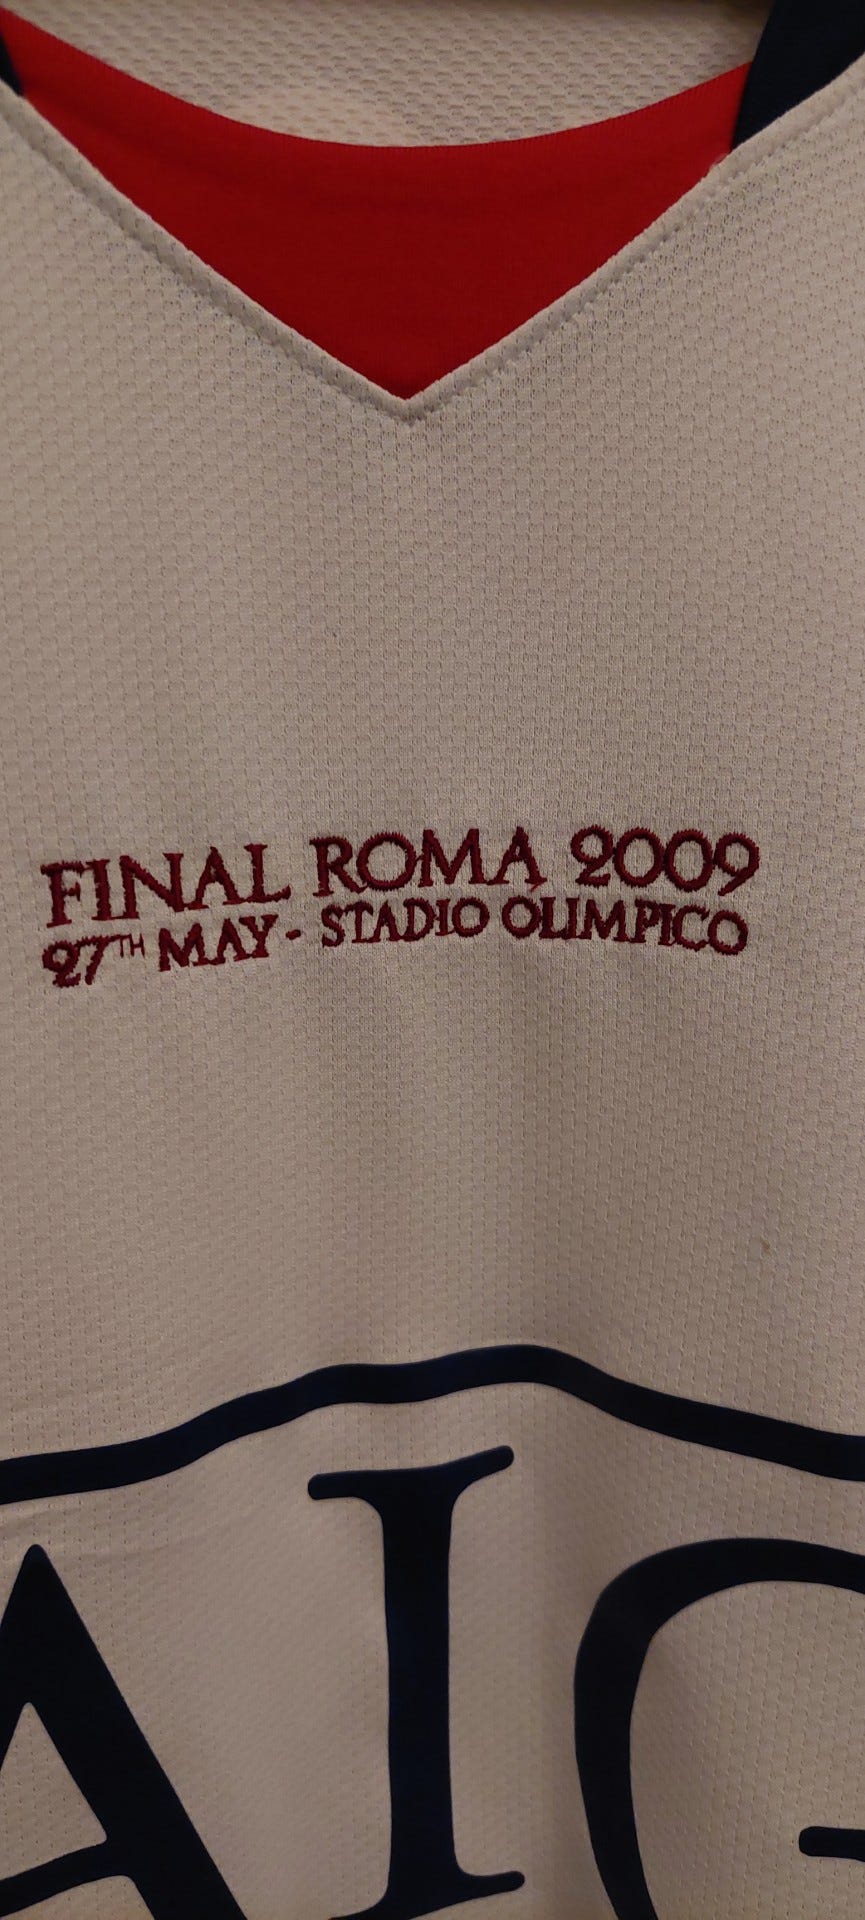 FINAL ROMA 2009
27TH MAY - STADIO OLIMPICO
AIG